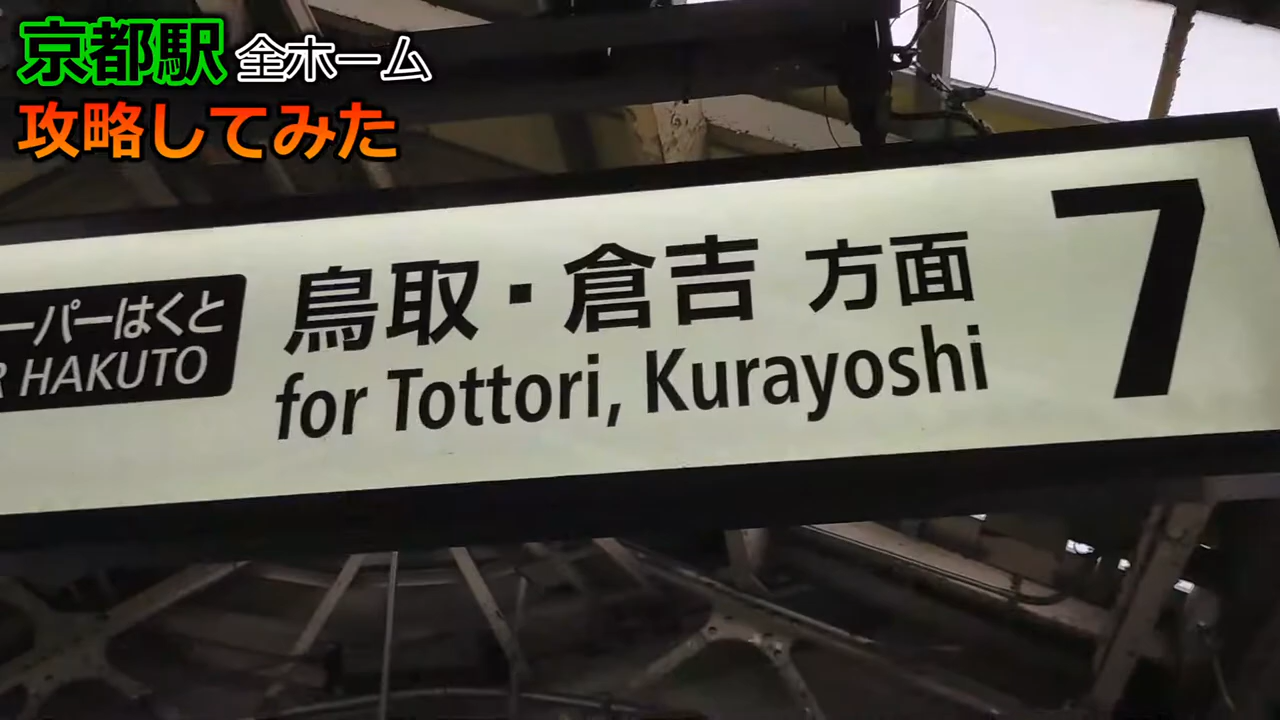 京都駅 全ホーム
攻略してみた
ーパーはくと
R HAKUTO
鳥取・倉吉 方面
for Tottori, Kurayoshi
7